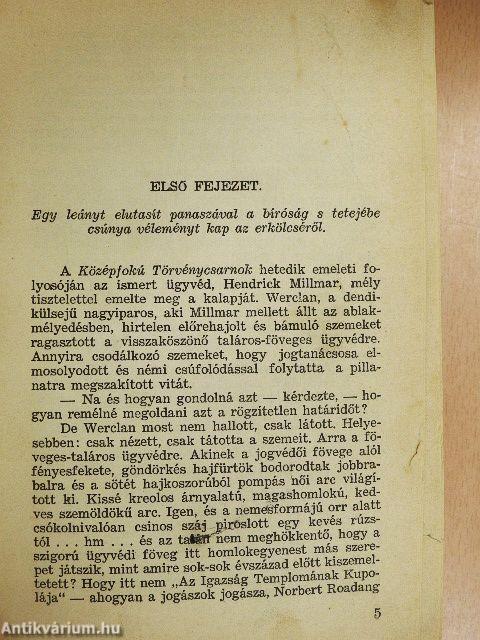 ELSŐ FEJEZET.
Egy leányt elutasít panaszával a bíróság s tetejébe
csúnya véleményt kap az erkölcséről.
A Középfokú Törvénycsarnok hetedik emeleti fo-
lyosóján az ismert ügyvéd, Hendrick Millmar, mély
tisztelettel emelte meg a kalapját. Werclan, a dendi-
külsejű nagyiparos, aki Millmar mellett állt az ablak-
mélyedésben, hirtelen előrehajolt és bámuló szemeket
ragasztott a visszaköszönő taláros-föveges ügyvédre.
Annyira csodálkozó szemeket, hogy jogtanácsosa el-
mosolyodott és némi csúfolódással folytatta a pilla-
natra megszakított vitát.
— Na és hogyan gondolná azt — kérdezte, — ho-
gyan remélné megoldani azt a rögzítetlen határidőt?
De Werclan most nem hallott, csak látott. Helye-
sebben: csak nézett, csak tátotta a szemeit. Arra a fö-
veges-taláros ügyvédre. Akinek a jogvédői fövege alól
fényesfekete, göndörkés hajfürtök bodorodtak jobbra-
balra és a sötét hajkoszorúból pompás női arc világí-
tott ki. Kissé kreolos árnyalatú, magashomlokú, ked-
ves szemöldökű arc. Igen, és a nemesformájú orr alatt
csókolnivalóan csinos száj piroslott egy kevés rúzs-
tól . . . hm . . . és az talán nem meghökkentő, hogy a
szigorú ügyvédi föveg itt homlokegyenest más szere-
pet játszik, mint amire sok-sok évszázad előtt kiszemel-
tetett? Hogy itt nem „Az Igazság Templomának Kupo-
lája“ — ahogyan a jogászok jogásza, Norbert Roadang
5
Antikvárium.hu